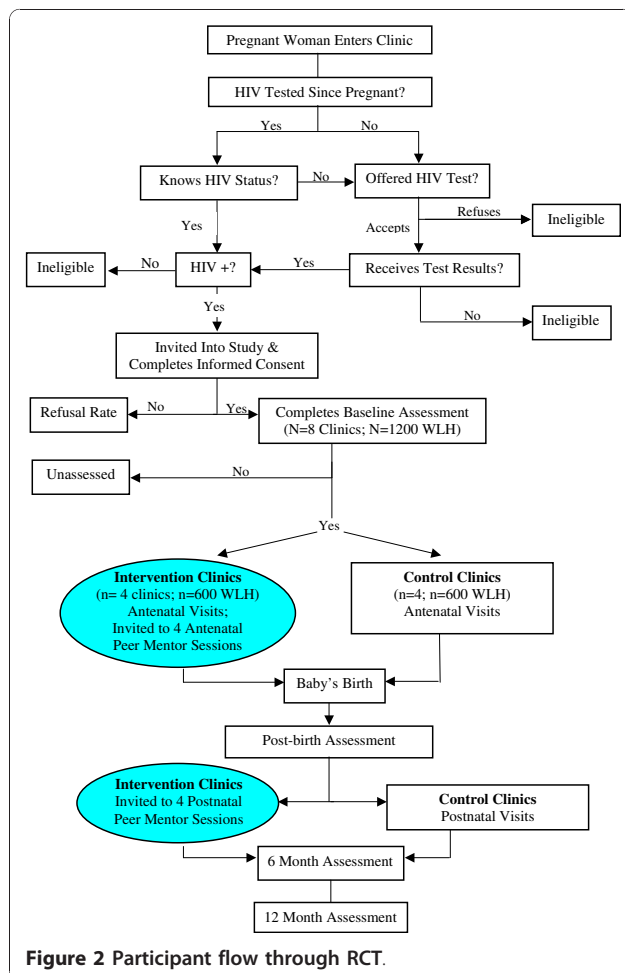 Pregnant Woman Enters Clinic
HIV Tested Since Pregnant?
Yes
No
Knows HIV Status?
No
Offered HIV Test?
Refuses
Ineligible
Yes
Accepts
Ineligible
No
HIV +?
Yes
Receives Test Results?
Yes
No
Ineligible
Invited Into Study &
Completes Informed Consent
Refusal Rate
No
Yes
Completes Baseline Assessment
(N=8 Clinics; N=1200 WLH)
Unassessed
No
Yes
Intervention Clinics
(n= 4 clinics; n=600 WLH)
Antenatal Visits;
Invited to 4 Antenatal
Peer Mentor Sessions
Control Clinics
(n=4; n=600 WLH)
Antenatal Visits
Baby's Birth
Post-birth Assessment
Intervention Clinics
Invited to 4 Postnatal
Peer Mentor Sessions
Control Clinics
Postnatal Visits
6 Month Assessment
12 Month Assessment
Figure 2 Participant flow through RCT.